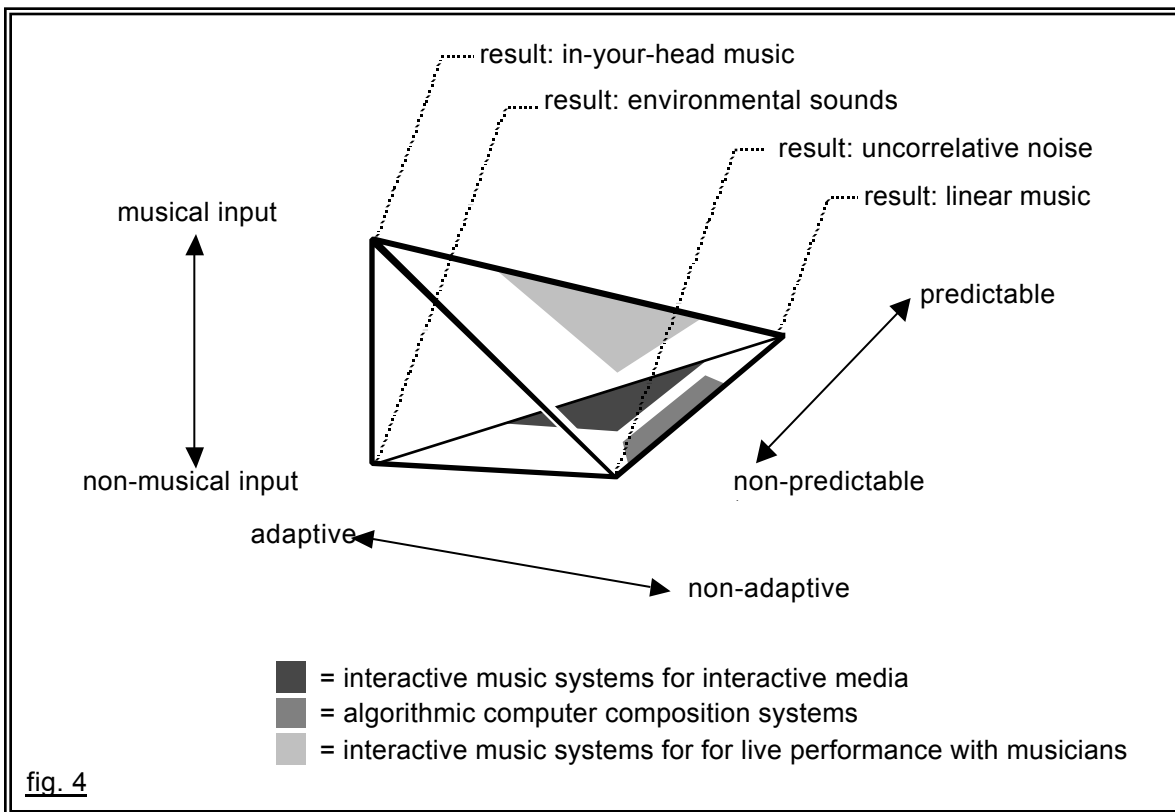 result: in-your-head music
result: environmental sounds
result: uncorrelative noise
result: linear music
musical input
predictable
non-musical input
non-predictable
adaptive
non-adaptive
= interactive music systems for interactive media
= algorithmic computer composition systems
= interactive music systems for for live performance with musicians
fig. 4